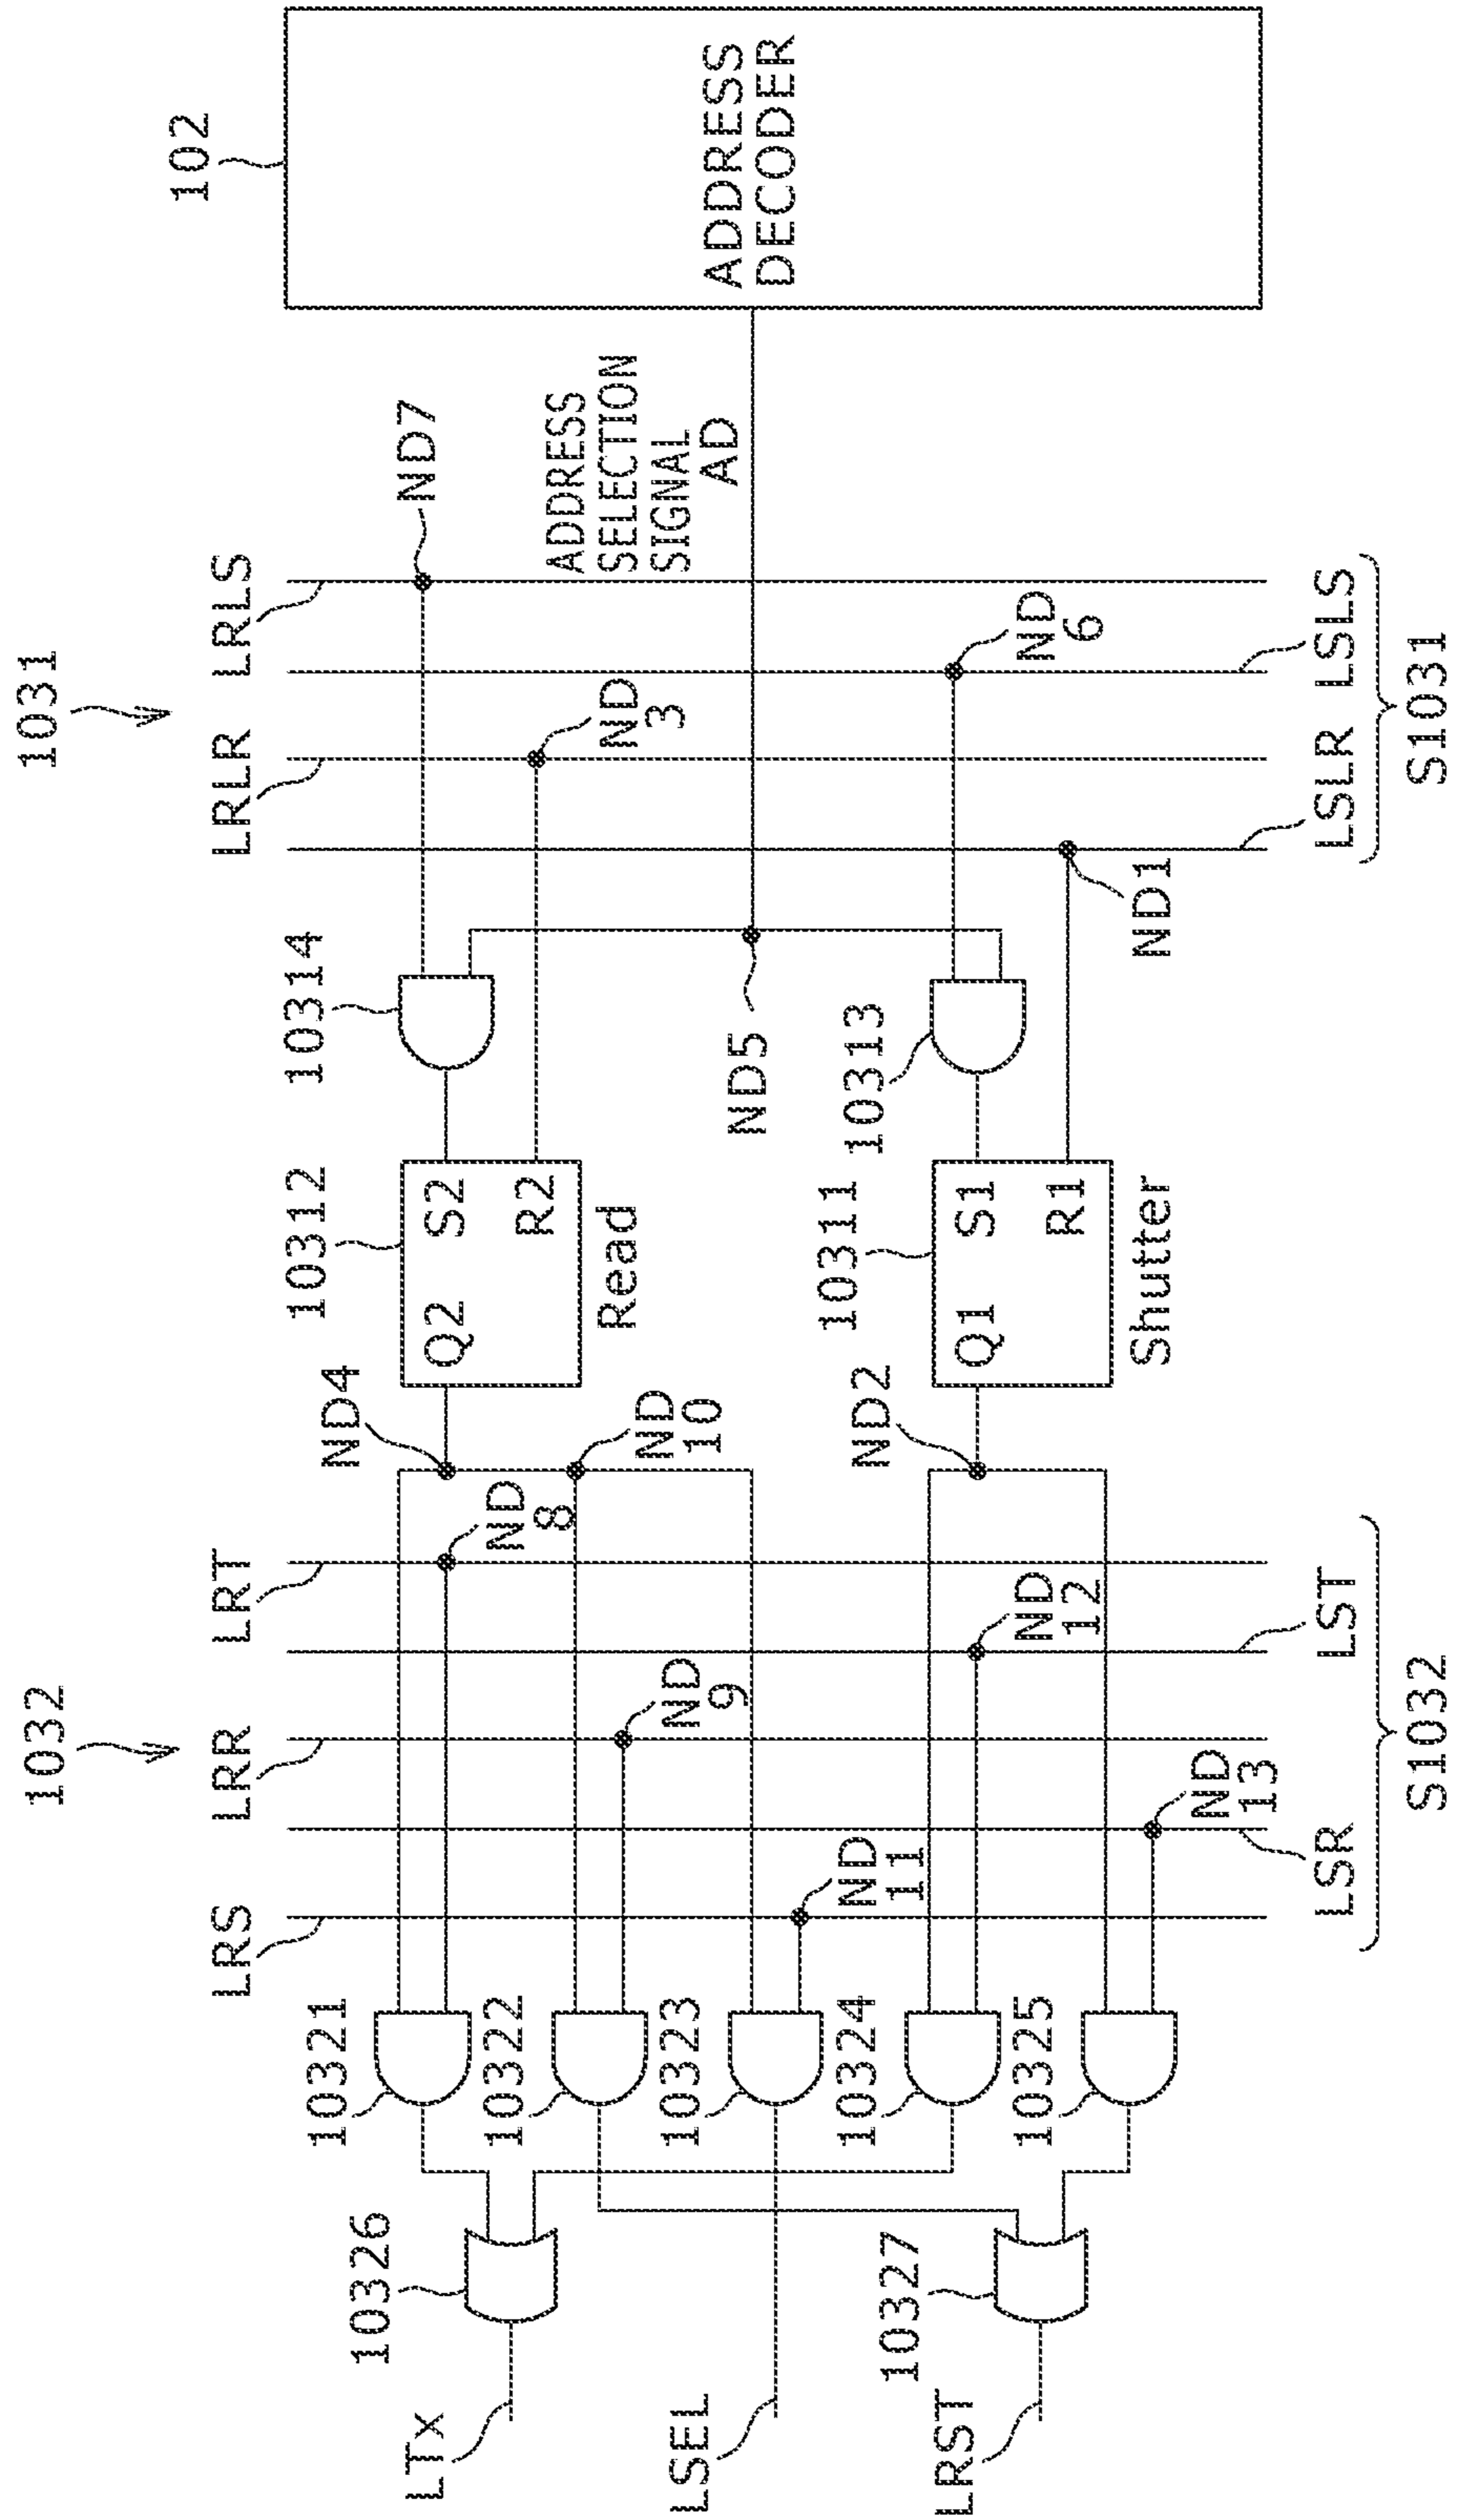 1032
1031
102
LRS
LRR
LRT
LRLR
LRLS
10321
10322
10323
10324
10325
10326
10327
LTx
LSEL
LRST
ND4
ND
8
ND
10
ND
9
ND
11
ND2
ND
12
ND
13
10312
Q2
S2
R2
Read
10311
Q1
S1
R1
Shutter
10314
10313
ND5
ND7
ND
3
ND
6
ND1
ADDRESS
SELECTION
SIGNAL
AD
ADDRESS
DECODER
LSR
LST
S1032
LSLR
LSLS
S1031